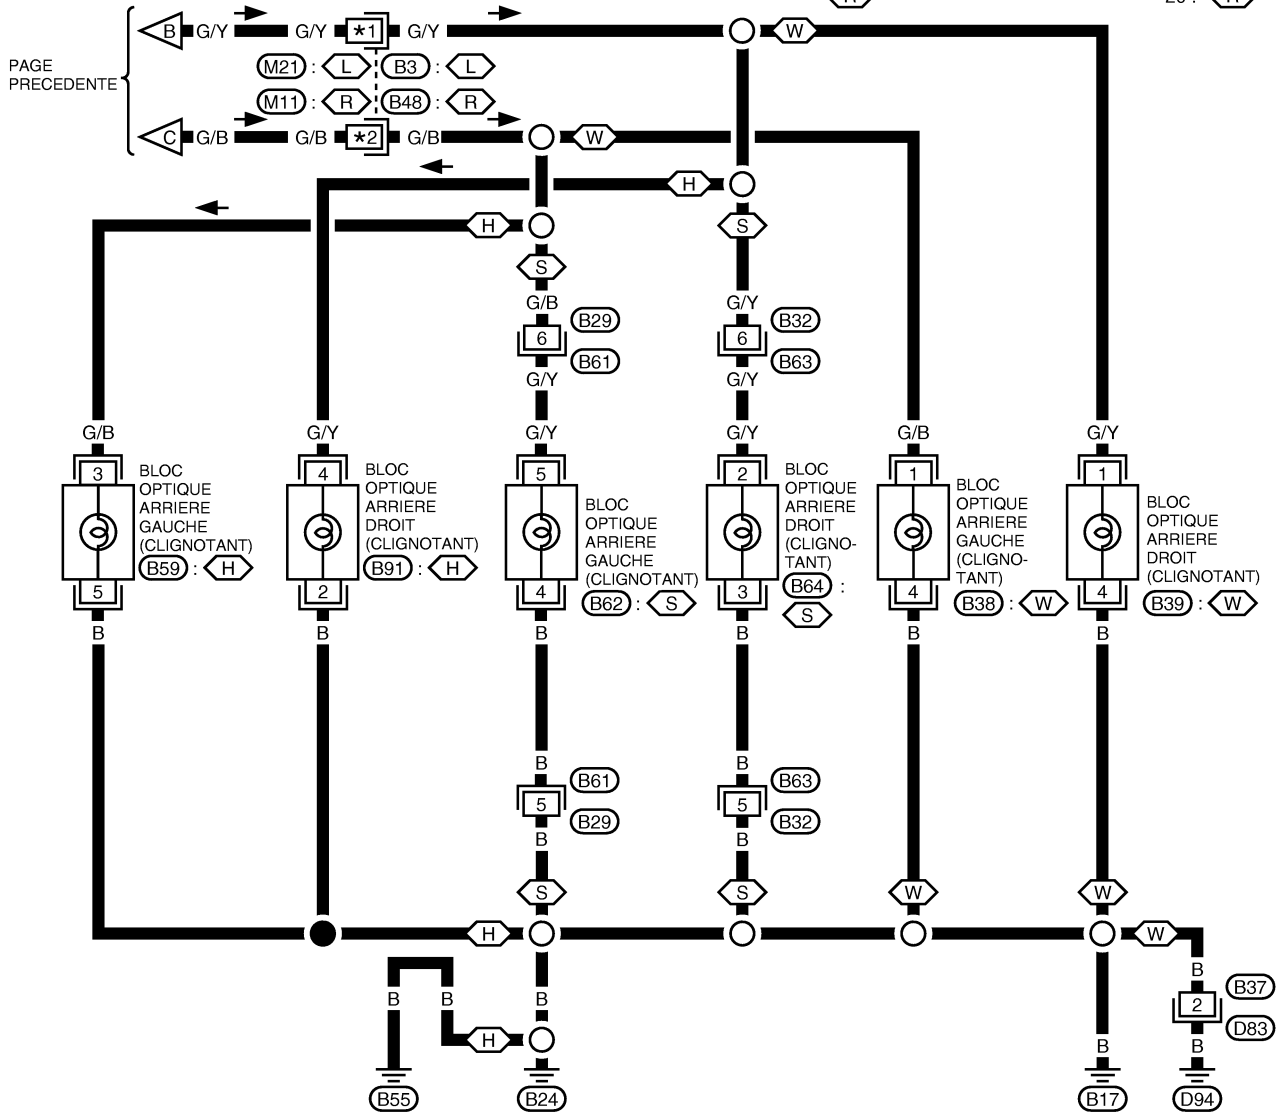 B G/Y G/Y *1 G/Y W
PAGE
PRECEDENTE
M21 : L B3 : L
M11 : R B48 : R
C G/B G/B *2 G/B W
H
H S
S
G/B G/Y
B29 B32
6 6
B61 B63
G/Y G/Y
G/B G/Y G/Y G/Y G/B G/Y
3 4 5 2 1 1
BLOC
OPTIQUE
ARRIERE
GAUCHE
(CLIGNOTANT)
B59 : H
5
BLOC
OPTIQUE
ARRIERE
DROIT
(CLIGNOTANT)
B91 : H
2
BLOC
OPTIQUE
ARRIERE
GAUCHE
(CLIGNOTANT)
B62 : S
4
BLOC
OPTIQUE
ARRIERE
DROIT
(CLIGNO-
TANT)
B64 :
S
3
BLOC
OPTIQUE
ARRIERE
GAUCHE
(CLIGNO-
TANT)
B38 : W
4
BLOC
OPTIQUE
ARRIERE
DROIT
(CLIGNOTANT)
B39 : W
4
B B B B B B
B B
B61 B63
5 5
B29 B32
B B
S S W W
H W
B B B B
B37
2
D83
H B B
B55 B24 B17 D94